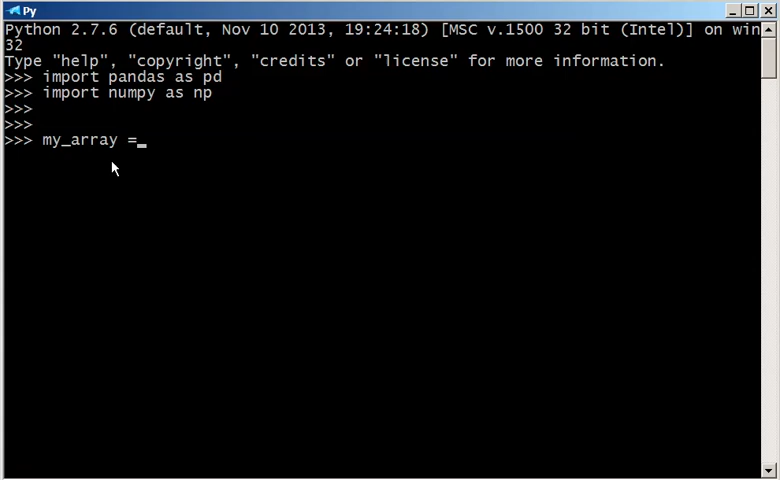 Py
Python 2.7.6 (default, Nov 10 2013, 19:24:18) [MSC v.1500 32 bit (Intel)] on win
32
Type "help", "copyright", "credits" or "license" for more information.
>>> import pandas as pd
>>> import numpy as np
>>>
>>>
>>> my_array =_